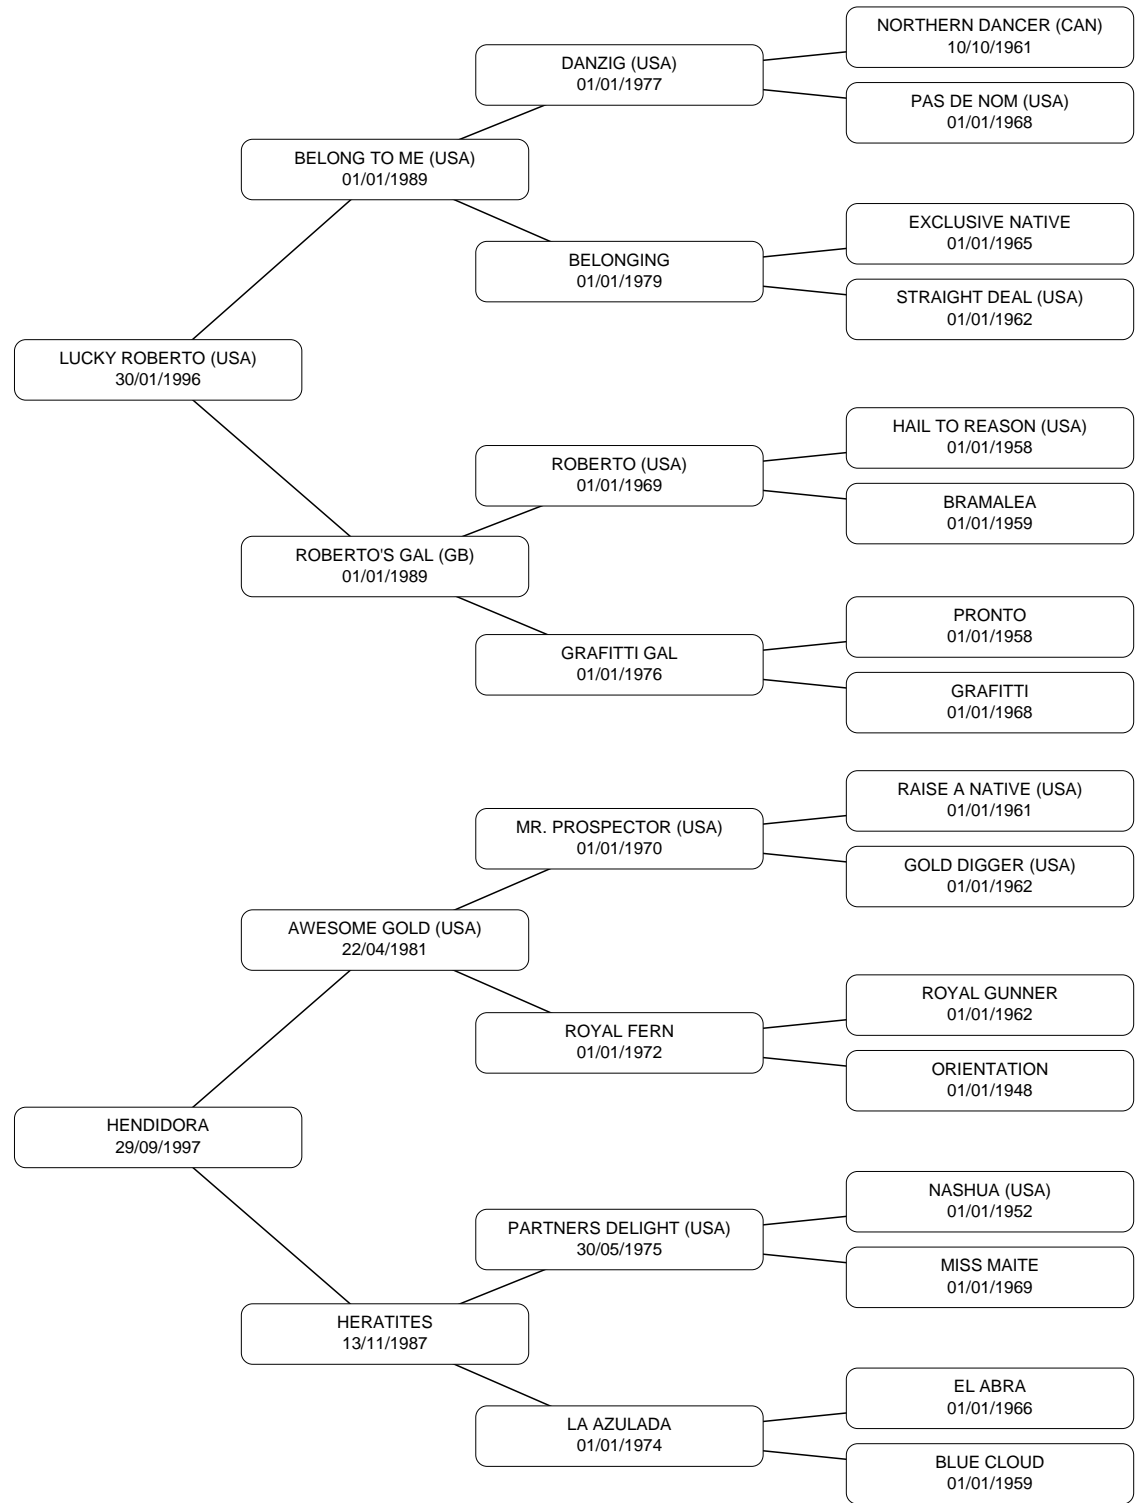 NORTHERN DANCER (CAN)
10/10/1961
DANZIG (USA)
01/01/1977
PAS DE NOM (USA)
01/01/1968
BELONG TO ME (USA)
01/01/1989
EXCLUSIVE NATIVE
01/01/1965
BELONGING
01/01/1979
STRAIGHT DEAL (USA)
01/01/1962
LUCKY ROBERTO (USA)
30/01/1996
HAIL TO REASON (USA)
01/01/1958
ROBERTO (USA)
01/01/1969
BRAMALEA
01/01/1959
ROBERTO'S GAL (GB)
01/01/1989
PRONTO
01/01/1958
GRAFITTI GAL
01/01/1976
GRAFITTI
01/01/1968
RAISE A NATIVE (USA)
01/01/1961
MR. PROSPECTOR (USA)
01/01/1970
GOLD DIGGER (USA)
01/01/1962
AWESOME GOLD (USA)
22/04/1981
ROYAL GUNNER
01/01/1962
ROYAL FERN
01/01/1972
ORIENTATION
01/01/1948
HENDIDORA
29/09/1997
NASHUA (USA)
01/01/1952
PARTNERS DELIGHT (USA)
30/05/1975
MISS MAITE
01/01/1969
HERATITES
13/11/1987
EL ABRA
01/01/1966
LA AZULADA
01/01/1974
BLUE CLOUD
01/01/1959